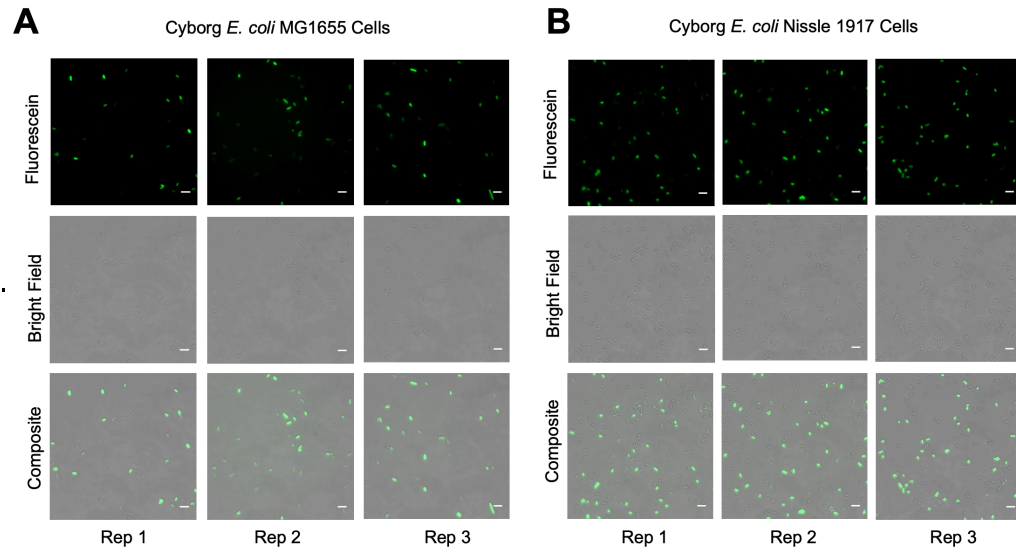 A
Cyborg E. coli MG1655 Cells
B
Cyborg E. coli Nissle 1917 Cells
Fluorescein
Fluorescein
Bright Field
Bright Field
Composite
Composite
Rep 1
Rep 2
Rep 3
Rep 1
Rep 2
Rep 3